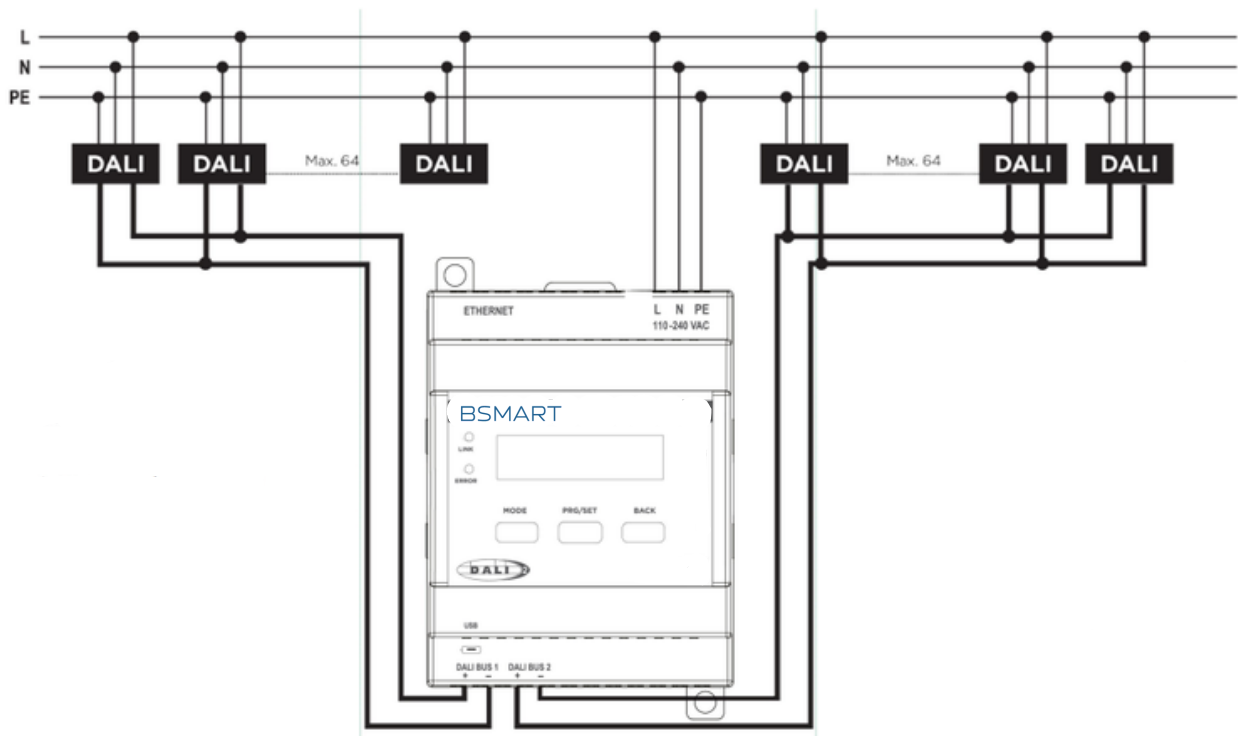 L
N
PE
DALI DALI Max. 64 DALI DALI Max. 64 DALI DALI
ETHERNET L N PE
110-240 VAC
BSMART
LINK
ERROR
MODE PRG/SET BACK
DALI
USB
DALI BUS 1 DALI BUS 2
+ – + –